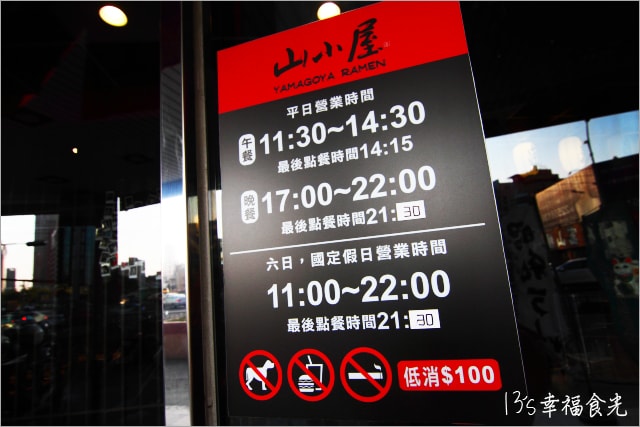 山小屋
YAMAGOYA RAMEN
平日營業時間
午餐 11:30~14:30
最後點餐時間14:15
晚餐 17:00~22:00
最後點餐時間21:30
六日，國定假日營業時間
11:00~22:00
最後點餐時間21:30
低消$100
13's幸福食光